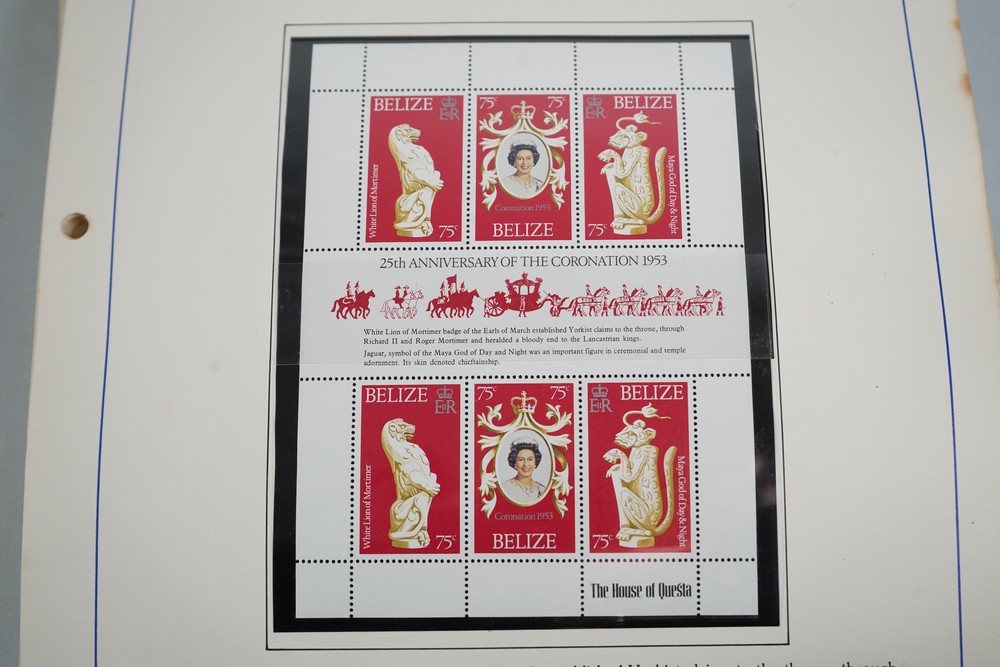 BELIZE
EIIR
White Lion of Mortimer
75c
75c 75c
Coronation 1953
BELIZE
BELIZE
EIIR
Maya God of Day & Night
75c
25th ANNIVERSARY OF THE CORONATION 1953
White Lion of Mortimer badge of the Earls of March established Yorkist claims to the throne, through
Richard II and Roger Mortimer and heralded a bloody end to the Lancastrian kings.
Jaguar, symbol of the Maya God of Day and Night was an important figure in ceremonial and temple
adornment. Its skin denoted chieftainship.
BELIZE
EIIR
White Lion of Mortimer
75c
75c 75c
Coronation 1953
BELIZE
EIIR
BELIZE
Maya God of Day & Night
75c
The House of Questa